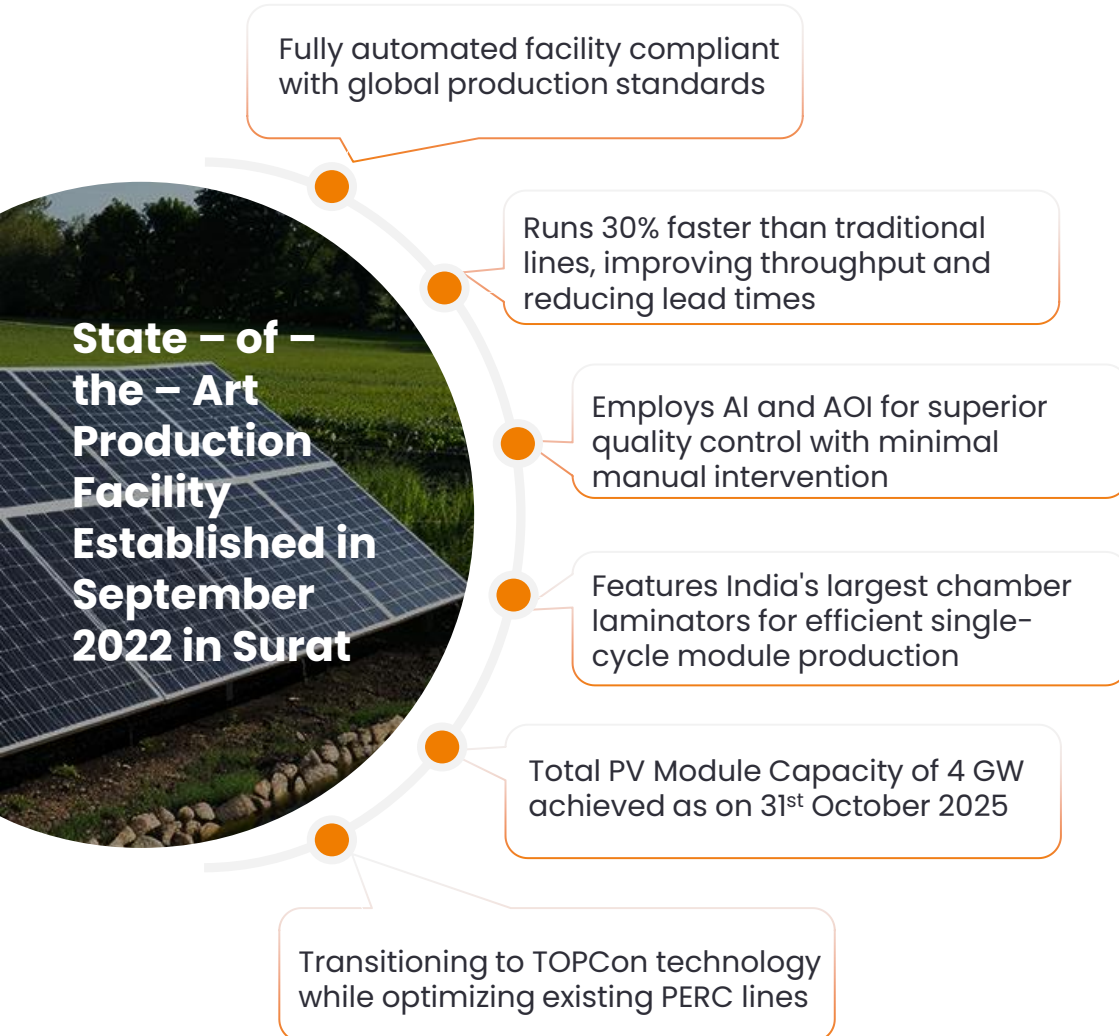 Fully automated facility compliant
with global production standards
Runs 30% faster than traditional
lines, improving throughput and
reducing lead times
State – of –
the – Art
Production
Facility
Established in
September
2022 in Surat
Employs AI and AOI for superior
quality control with minimal
manual intervention
Features India's largest chamber
laminators for efficient single-
cycle module production
Total PV Module Capacity of 4 GW
achieved as on 31st October 2025
Transitioning to TOPCon technology
while optimizing existing PERC lines